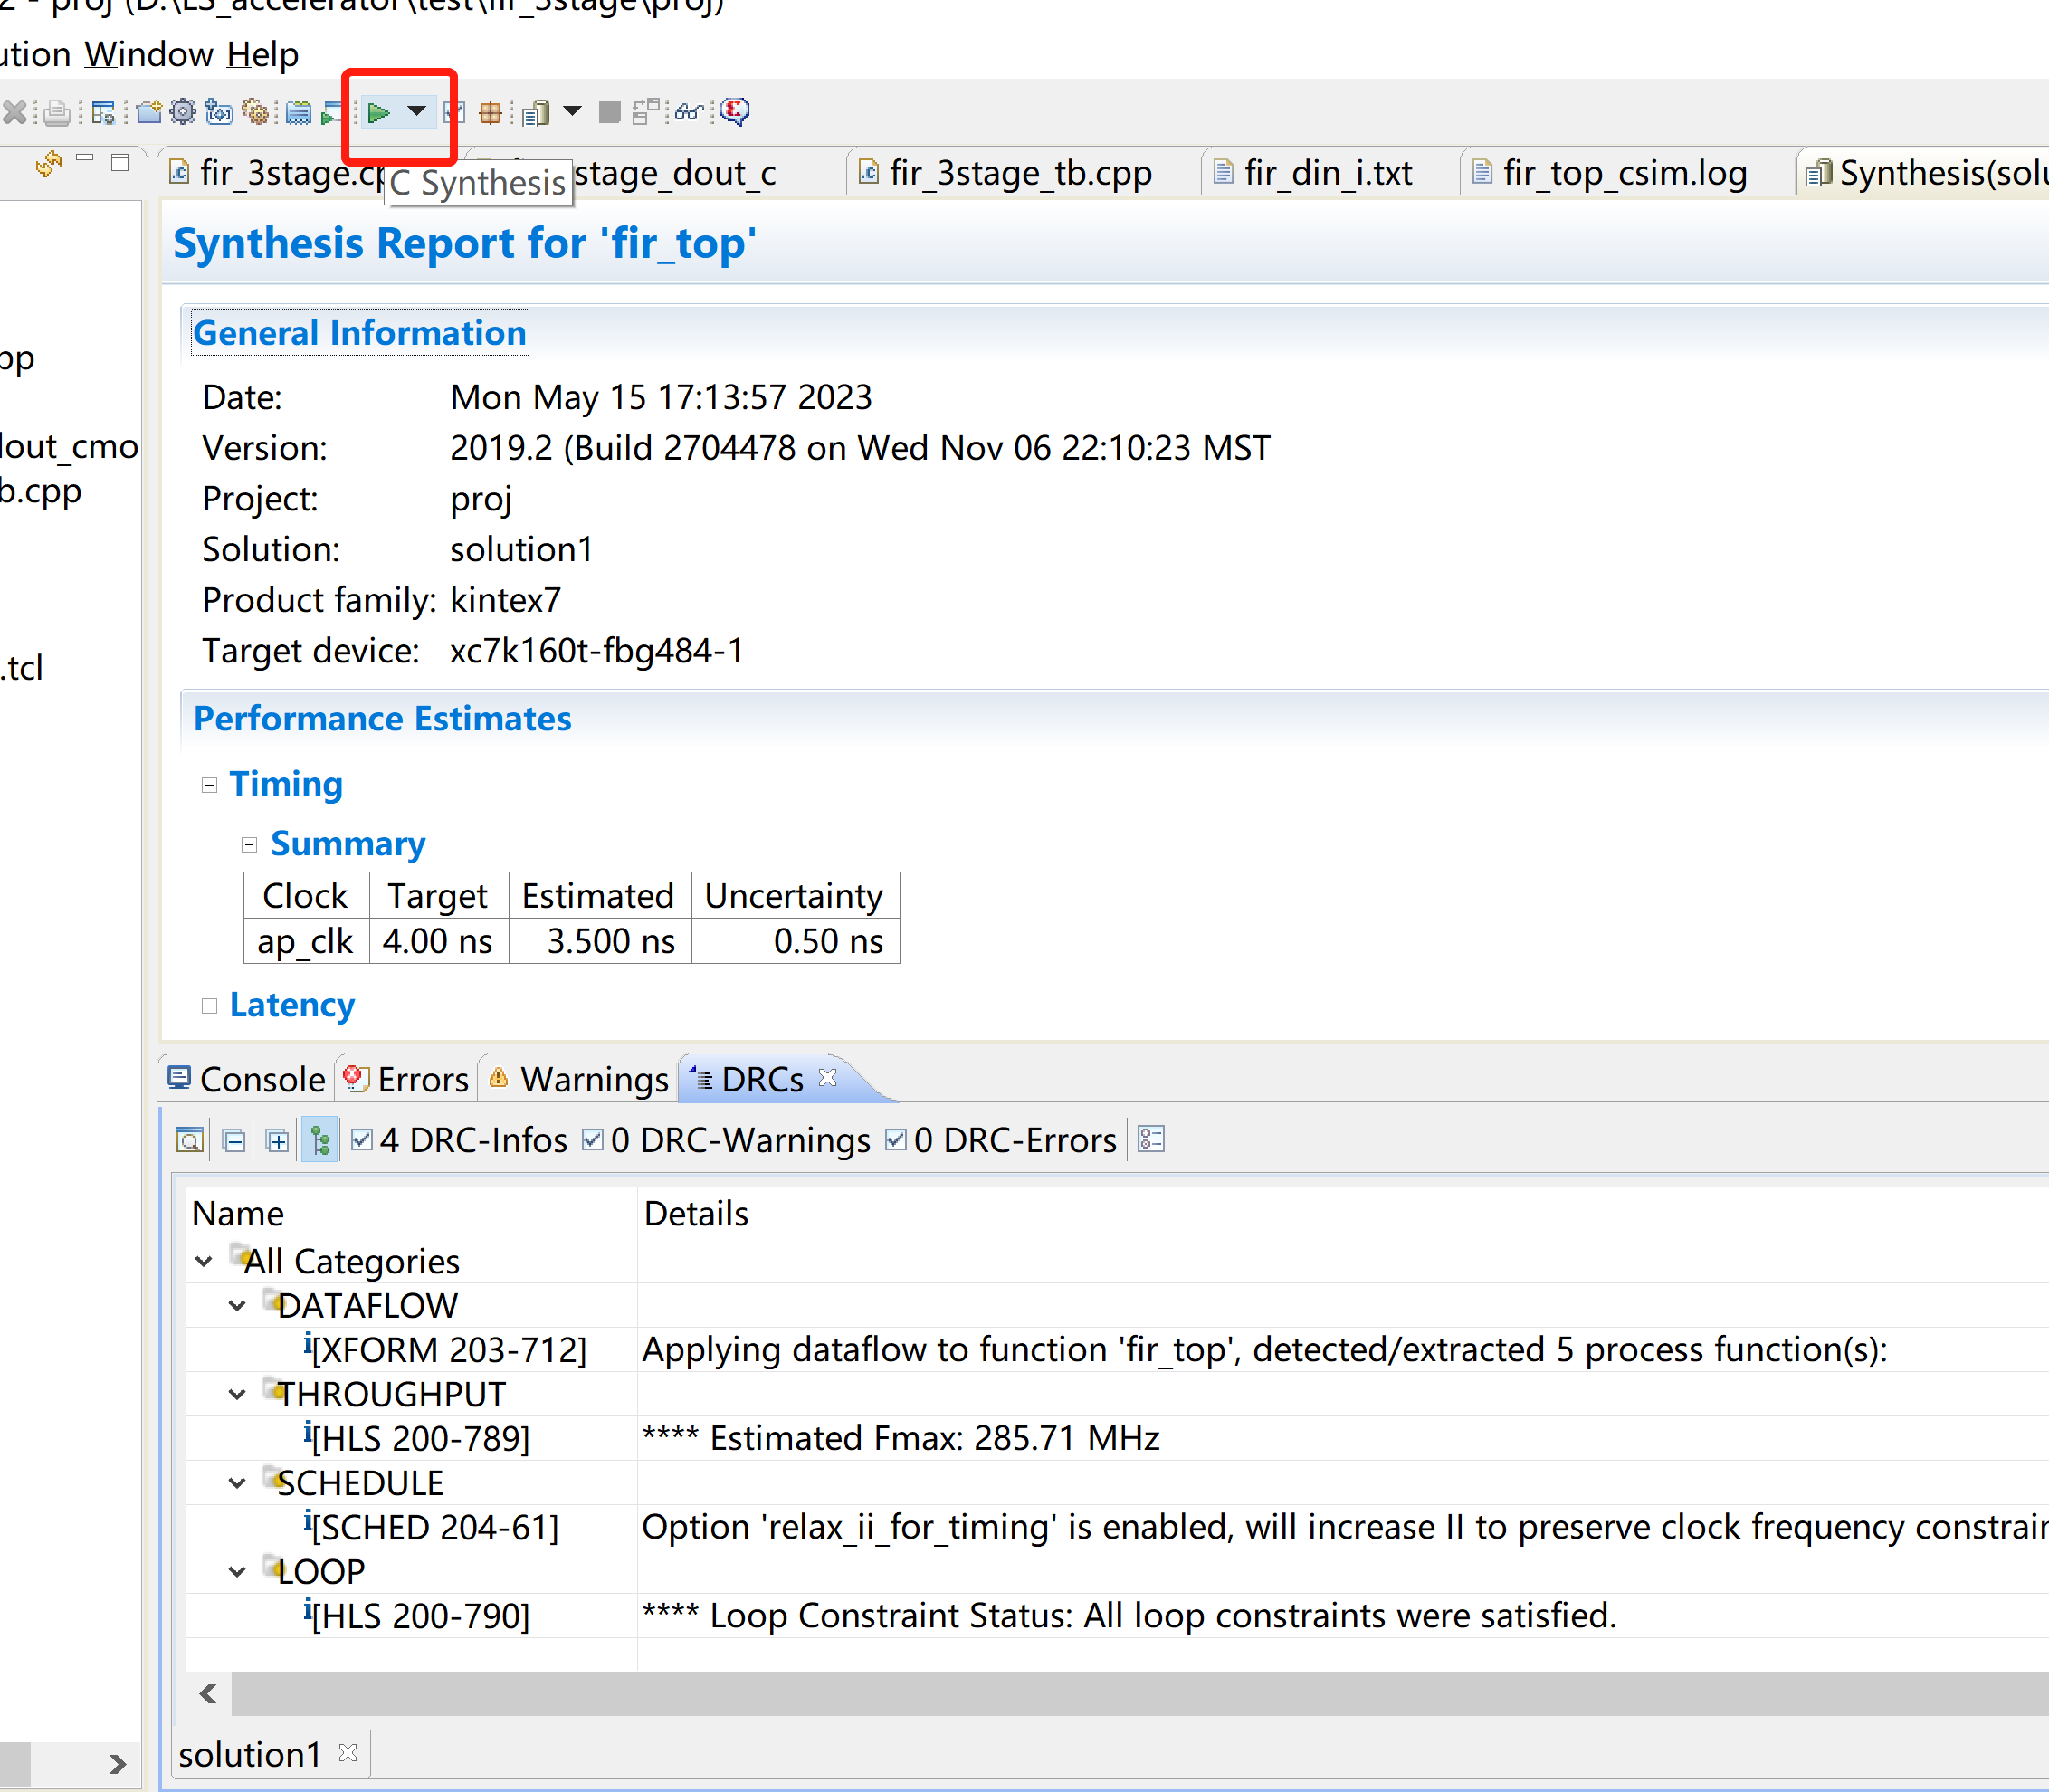 2 - proj (D:\LS_accelerator\test\fir_3stage\proj)
ution Window Help
fir_3stage.cp
stage_dout_c
fir_3stage_tb.cpp
fir_din_i.txt
fir_top_csim.log
Synthesis(solu
C Synthesis
Synthesis Report for 'fir_top'
General Information
pp
Date: Mon May 15 17:13:57 2023
Version: 2019.2 (Build 2704478 on Wed Nov 06 22:10:23 MST
dout_cmo
Project: proj
b.cpp
Solution: solution1
Product family: kintex7
Target device: xc7k160t-fbg484-1
.tcl
Performance Estimates
Timing
Summary
Clock Target Estimated Uncertainty
ap_clk 4.00 ns 3.500 ns 0.50 ns
Latency
Console Errors Warnings DRCs
4 DRC-Infos 0 DRC-Warnings 0 DRC-Errors
Name Details
All Categories
DATAFLOW
[XFORM 203-712] Applying dataflow to function 'fir_top', detected/extracted 5 process function(s):
THROUGHPUT
[HLS 200-789] **** Estimated Fmax: 285.71 MHz
SCHEDULE
[SCHED 204-61] Option 'relax_ii_for_timing' is enabled, will increase II to preserve clock frequency constrain
LOOP
[HLS 200-790] **** Loop Constraint Status: All loop constraints were satisfied.
solution1